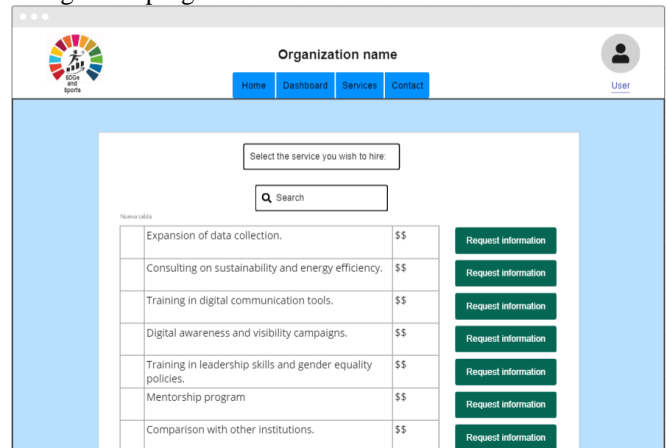 SDGs
and
Sports
Organization name
User
Home Dashboard Services Contact
Select the service you wish to hire:
Search
Nueva tabla
Expansion of data collection. $$ Request information
Consulting on sustainability and energy efficiency. $$ Request information
Training in digital communication tools. $$ Request information
Digital awareness and visibility campaigns. $$ Request information
Training in leadership skills and gender equality
policies. $$ Request information
Mentorship program $$ Request information
Comparison with other institutions. $$ Request information